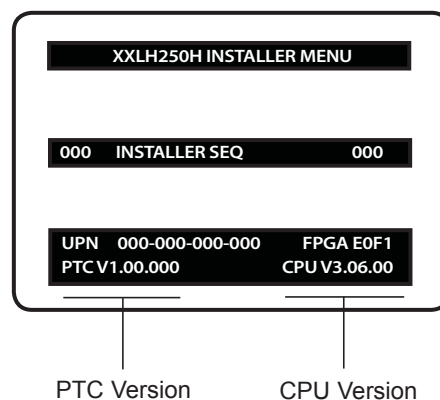 XXLH250H INSTALLER MENU
000 INSTALLER SEQ 000
UPN 000-000-000-000 FPGA E0F1
PTC V1.00.000 CPU V3.06.00
PTC Version CPU Version